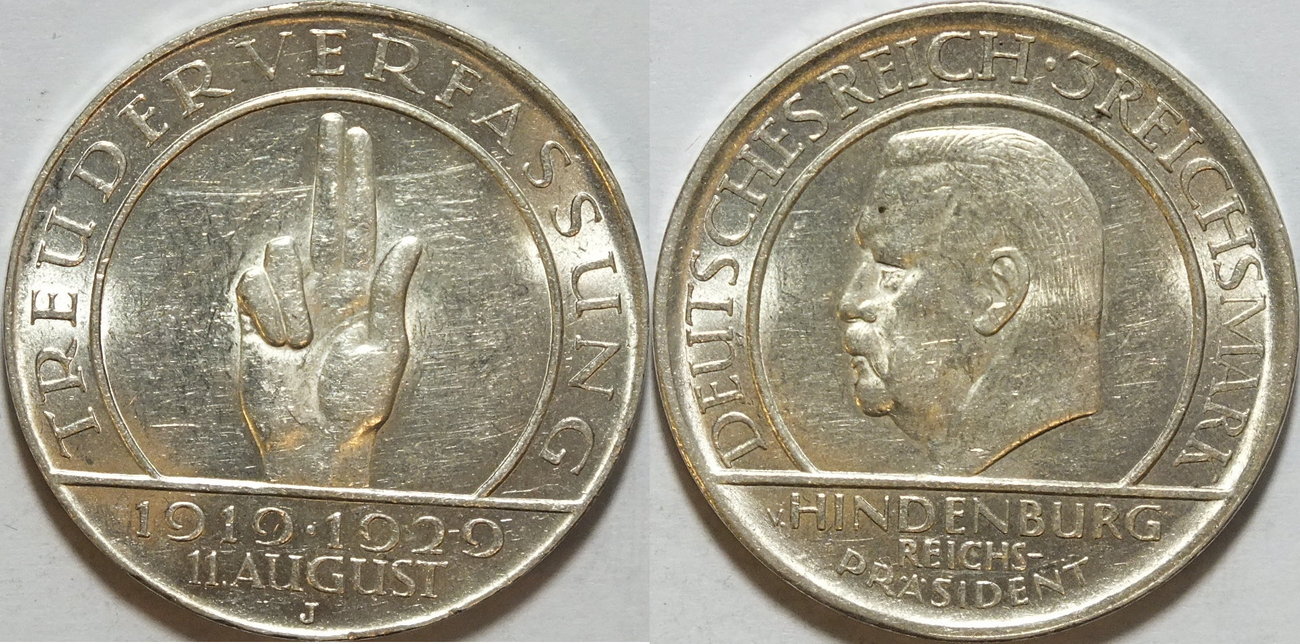 TREU DER VERFASSUNG
1919·1929
11. AUGUST
J
DEUTSCHES REICH · 3 REICHSMARK
v. HINDENBURG
REICHS-
PRÄSIDENT